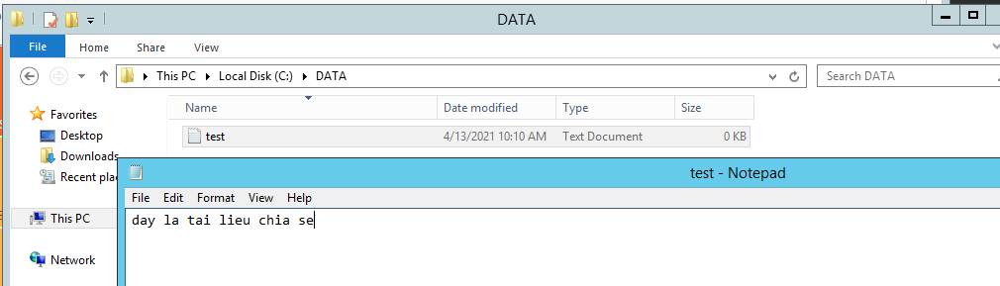 DATA
File Home Share View
This PC Local Disk (C:) DATA Search DATA
Name Date modified Type Size
Favorites
Desktop
Downloads
Recent plac
This PC
Network
test 4/13/2021 10:10 AM Text Document 0 KB
test - Notepad
File Edit Format View Help
day la tai lieu chia se